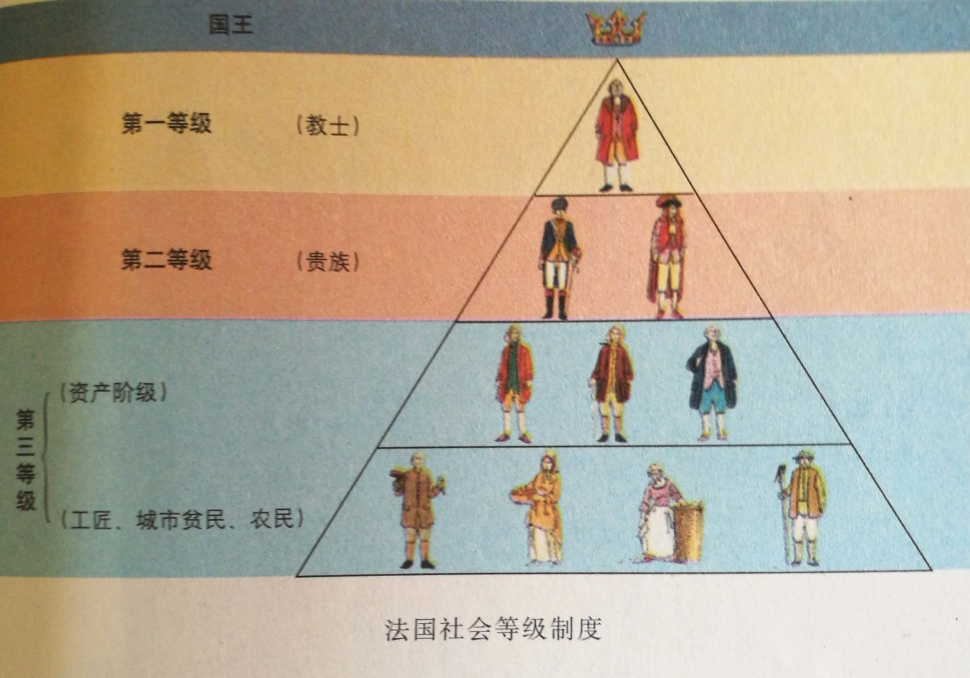 国王
第一等级 (教士)
第二等级 (贵族)
第三等级
(资产阶级)
(工匠、城市贫民、农民)
法国社会等级制度